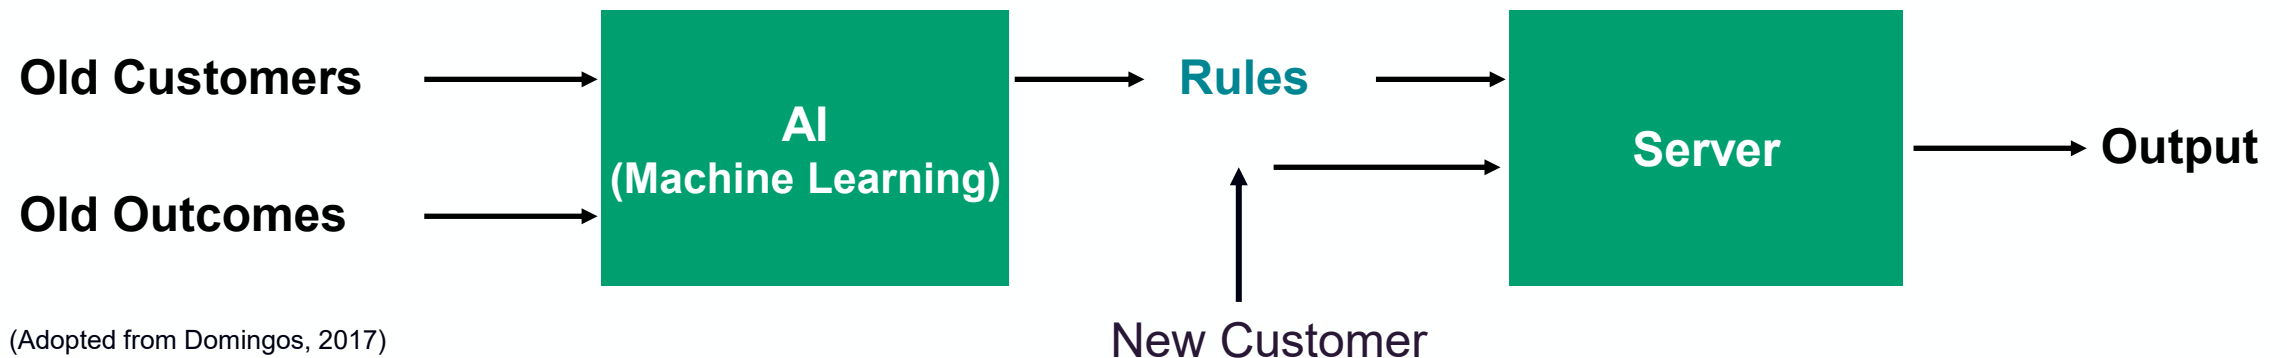 Old Customers
Old Outcomes
AI
(Machine Learning)
Rules
New Customer
Server
Output
(Adopted from Domingos, 2017)